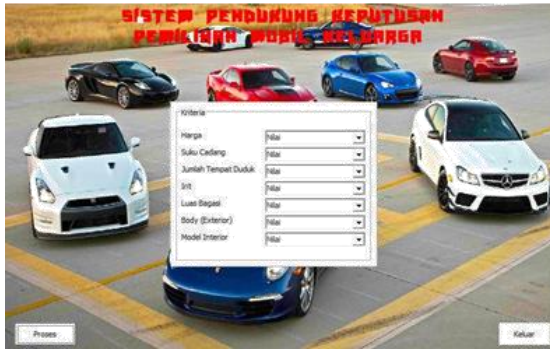 SISTEM PENDUKUNG KEPUTUSAN
PEMILIHAN MOBIL KELUARGA
Kriteria
Harga Nilai
Suku Cadang Nilai
Jumlah Tempat Duduk Nilai
Irit Nilai
Luas Bagasi Nilai
Body (Exterior) Nilai
Model Interior Nilai
Proses Keluar